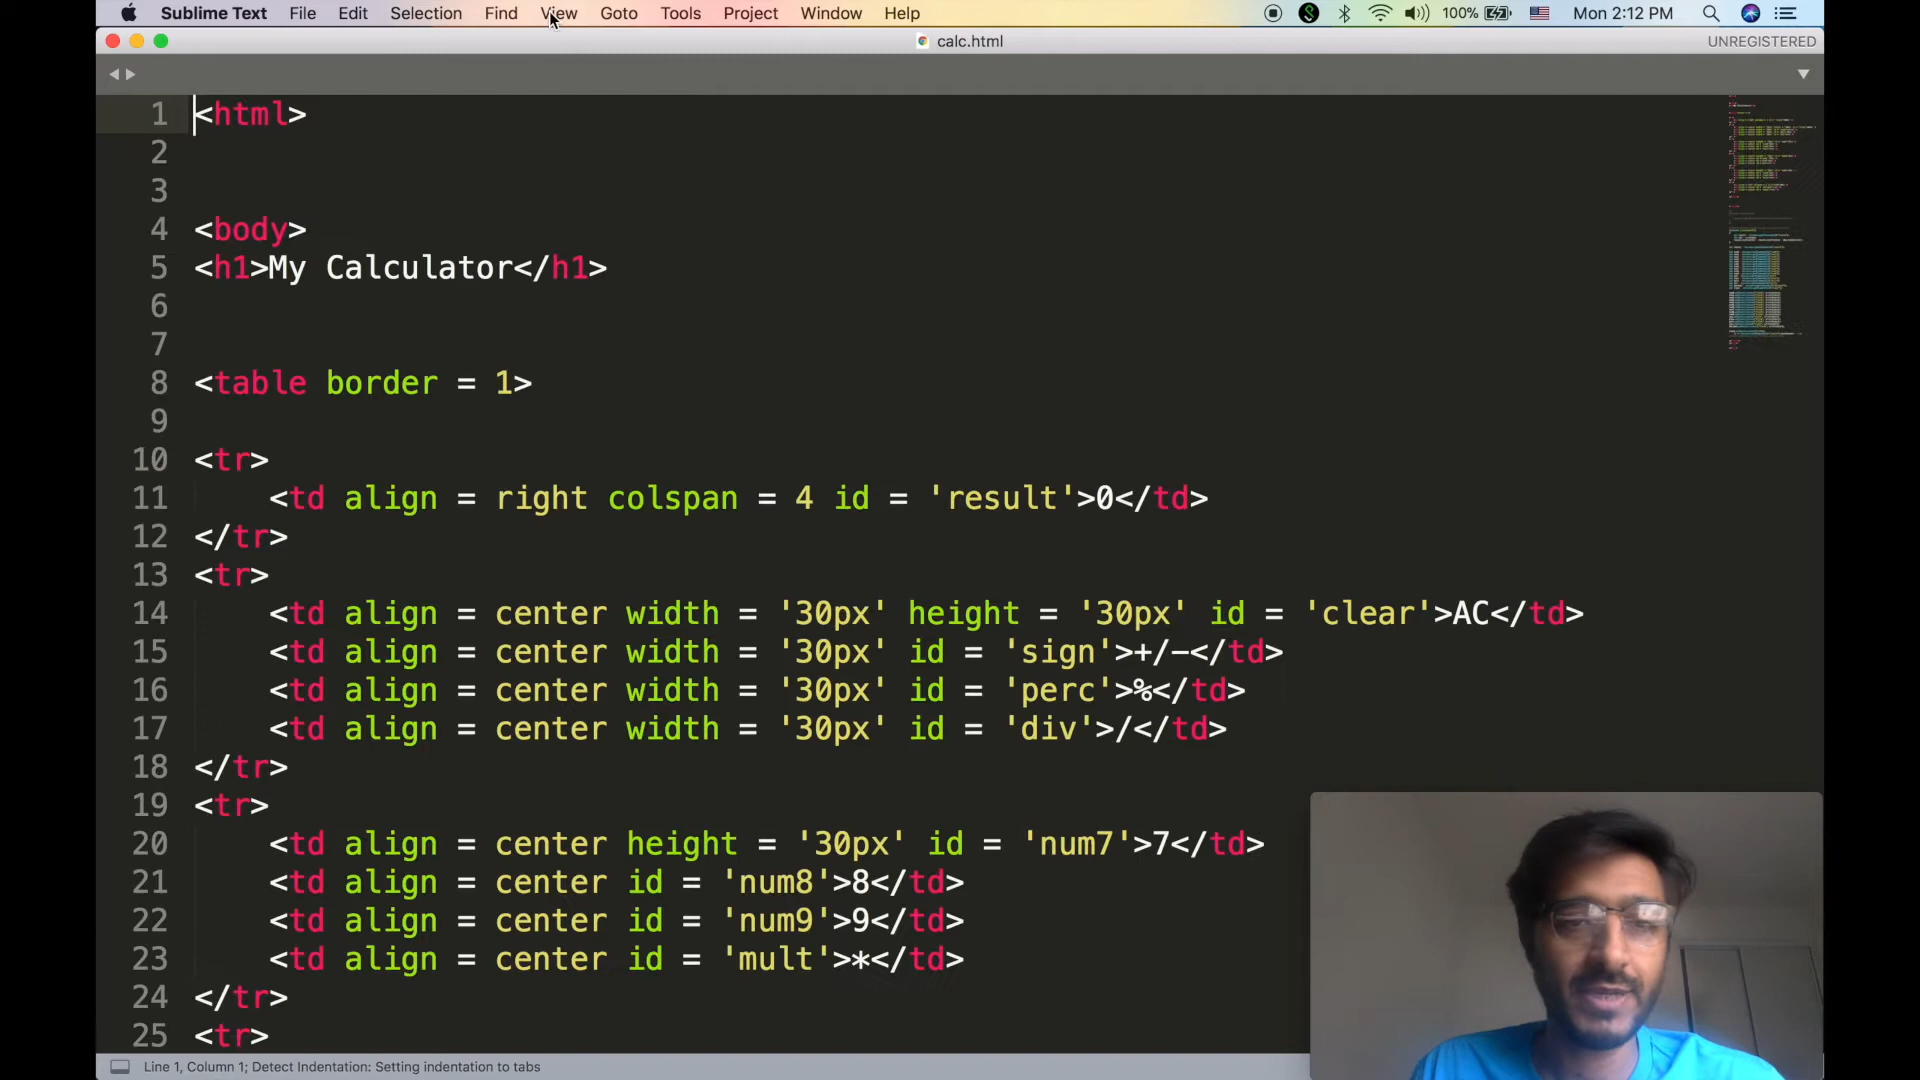 Sublime Text File Edit Selection Find View Goto Tools Project Window Help 100% Mon 2:12 PM
calc.html UNREGISTERED
1 <html>
2
3
4 <body>
5 <h1>My Calculator</h1>
6
7
8 <table border = 1>
9
10 <tr>
11 <td align = right colspan = 4 id = 'result'>0</td>
12 </tr>
13 <tr>
14 <td align = center width = '30px' height = '30px' id = 'clear'>AC</td>
15 <td align = center width = '30px' id = 'sign'>+/-</td>
16 <td align = center width = '30px' id = 'perc'>%</td>
17 <td align = center width = '30px' id = 'div'>/</td>
18 </tr>
19 <tr>
20 <td align = center height = '30px' id = 'num7'>7</td>
21 <td align = center id = 'num8'>8</td>
22 <td align = center id = 'num9'>9</td>
23 <td align = center id = 'mult'>*</td>
24 </tr>
25 <tr>
Line 1, Column 1; Detect Indentation: Setting indentation to tabs